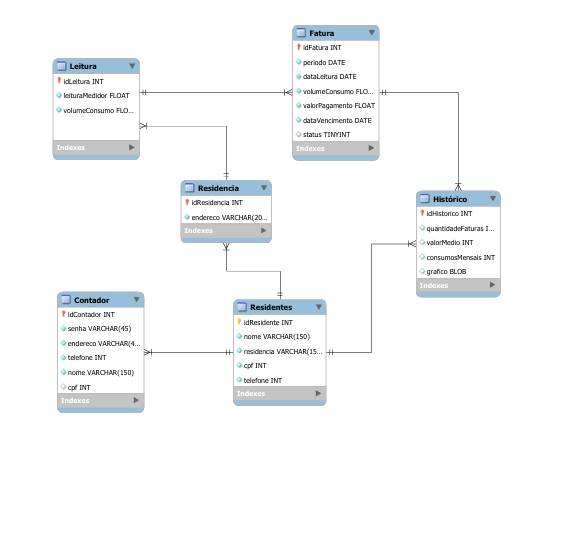 Fatura
idFatura INT
periodo DATE
dataLeitura DATE
volumeConsumo FLO...
valorPagamento FLOAT
dataVencimento DATE
status TINYINT
Indexes
Leitura
idLeitura INT
leituraMedidor FLOAT
volumeConsumo FLO...
Indexes
Residencia
idResidencia INT
endereco VARCHAR(20...
Indexes
Histórico
idHistorico INT
quantidadeFaturas I...
valorMedio INT
consumosMensais INT
grafico BLOB
Indexes
Contador
idContador INT
senha VARCHAR(45)
endereco VARCHAR(4...
telefone INT
nome VARCHAR(150)
cpf INT
Indexes
Residentes
idResidente INT
nome VARCHAR(150)
residencia VARCHAR(15...
cpf INT
telefone INT
Indexes